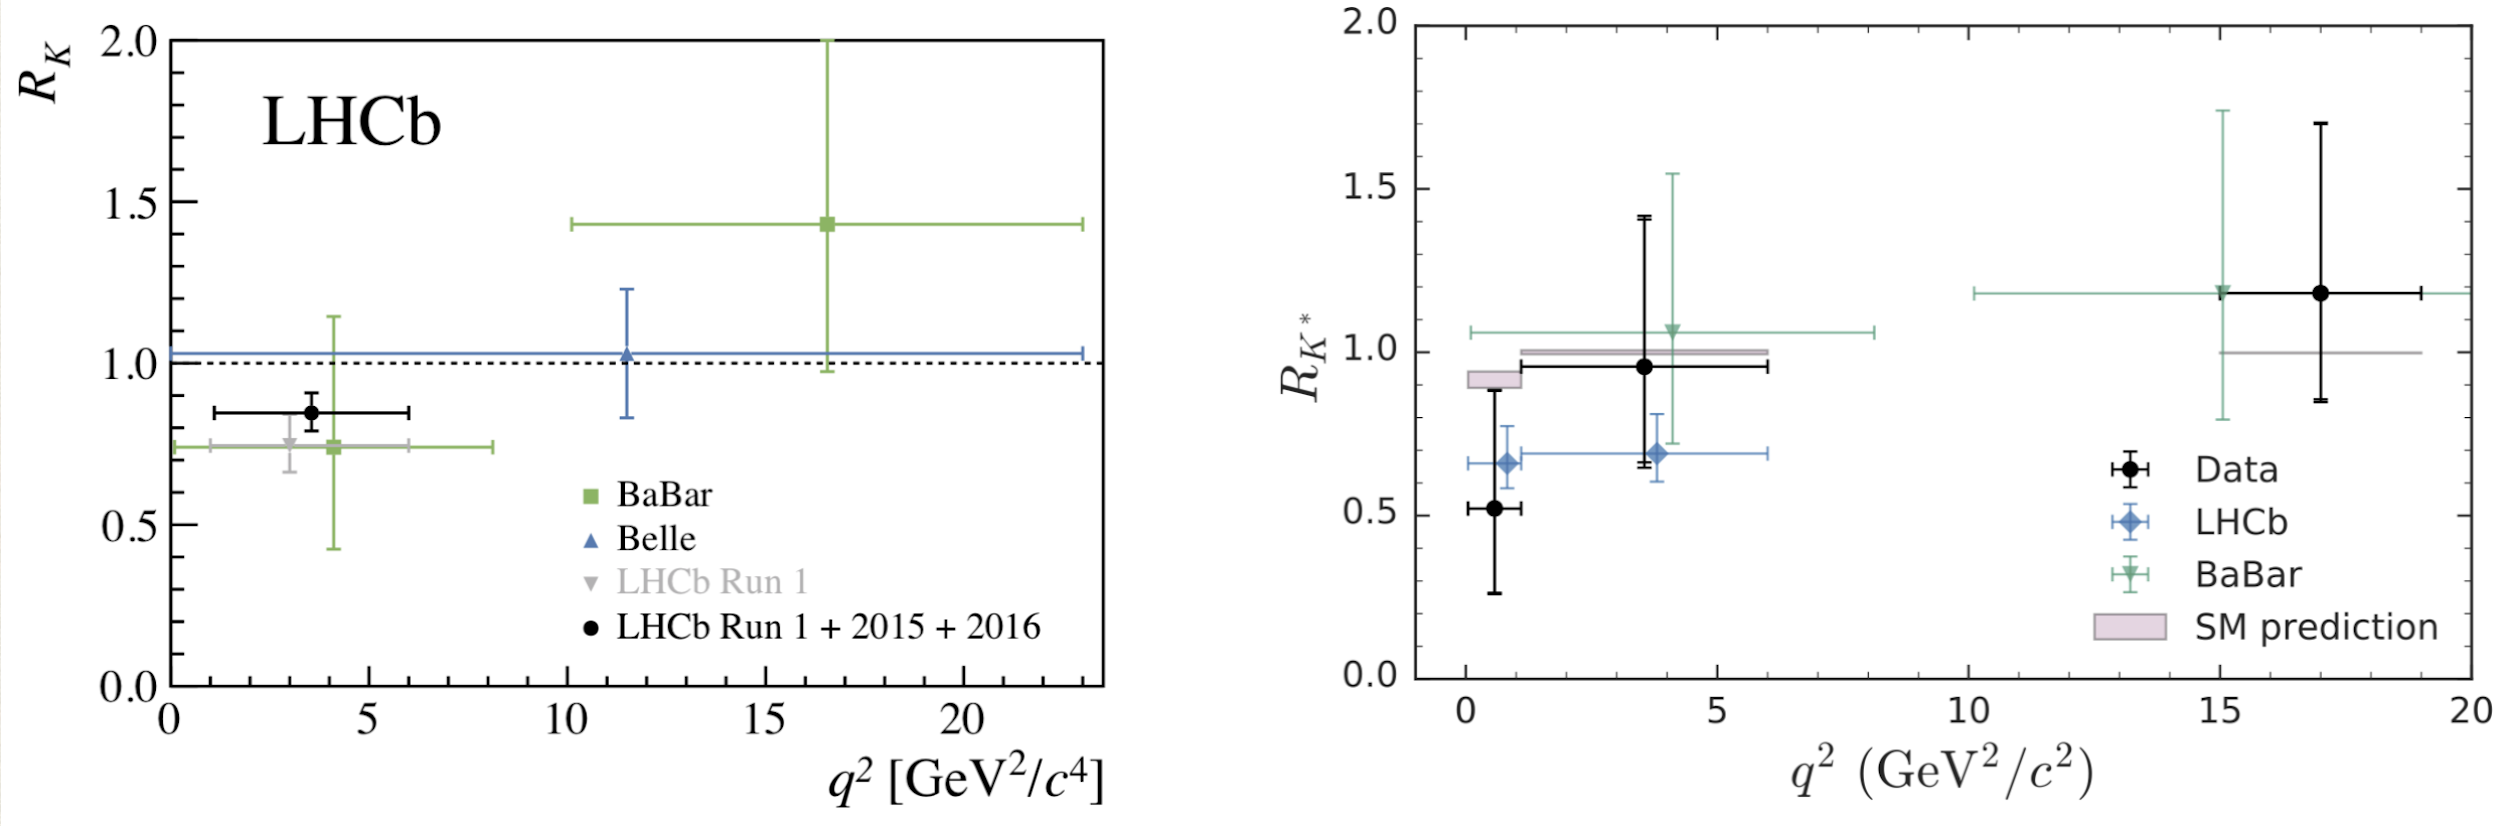 R_K
2.0
1.5
1.0
0.5
0.0
LHCb
BaBar
Belle
LHCb Run 1
LHCb Run 1 + 2015 + 2016
0 5 10 15 20
q² [GeV²/c⁴]
R_K*
2.0
1.5
1.0
0.5
0.0
Data
LHCb
BaBar
SM prediction
0 5 10 15 20
q² (GeV²/c²)